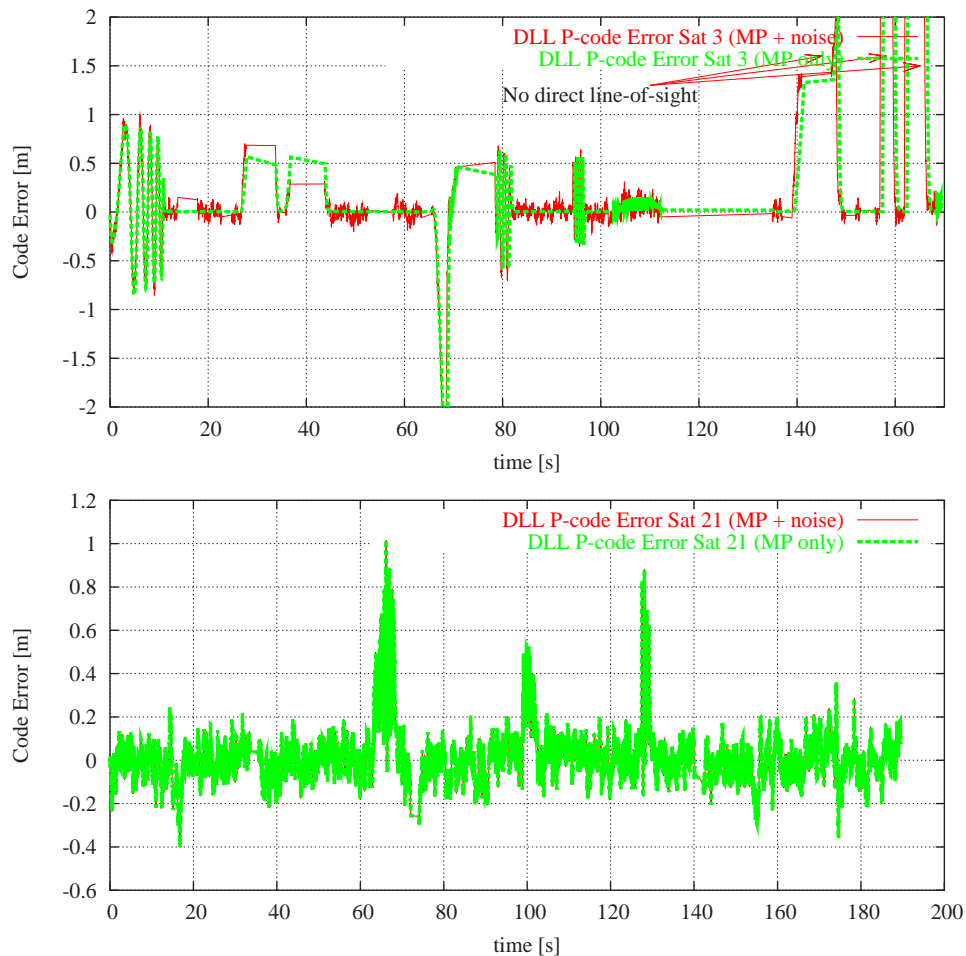 2
DLL P-code Error Sat 3 (MP + noise)
1.5
DLL P-code Error Sat 3 (MP only)
No direct line-of-sight
1
0.5
0
-0.5
-1
-1.5
-2
Code Error [m]
0 20 40 60 80 100 120 140 160
time [s]
1.2
DLL P-code Error Sat 21 (MP + noise)
1
DLL P-code Error Sat 21 (MP only)
0.8
0.6
0.4
0.2
0
-0.2
-0.4
-0.6
Code Error [m]
0 20 40 60 80 100 120 140 160 180 200
time [s]